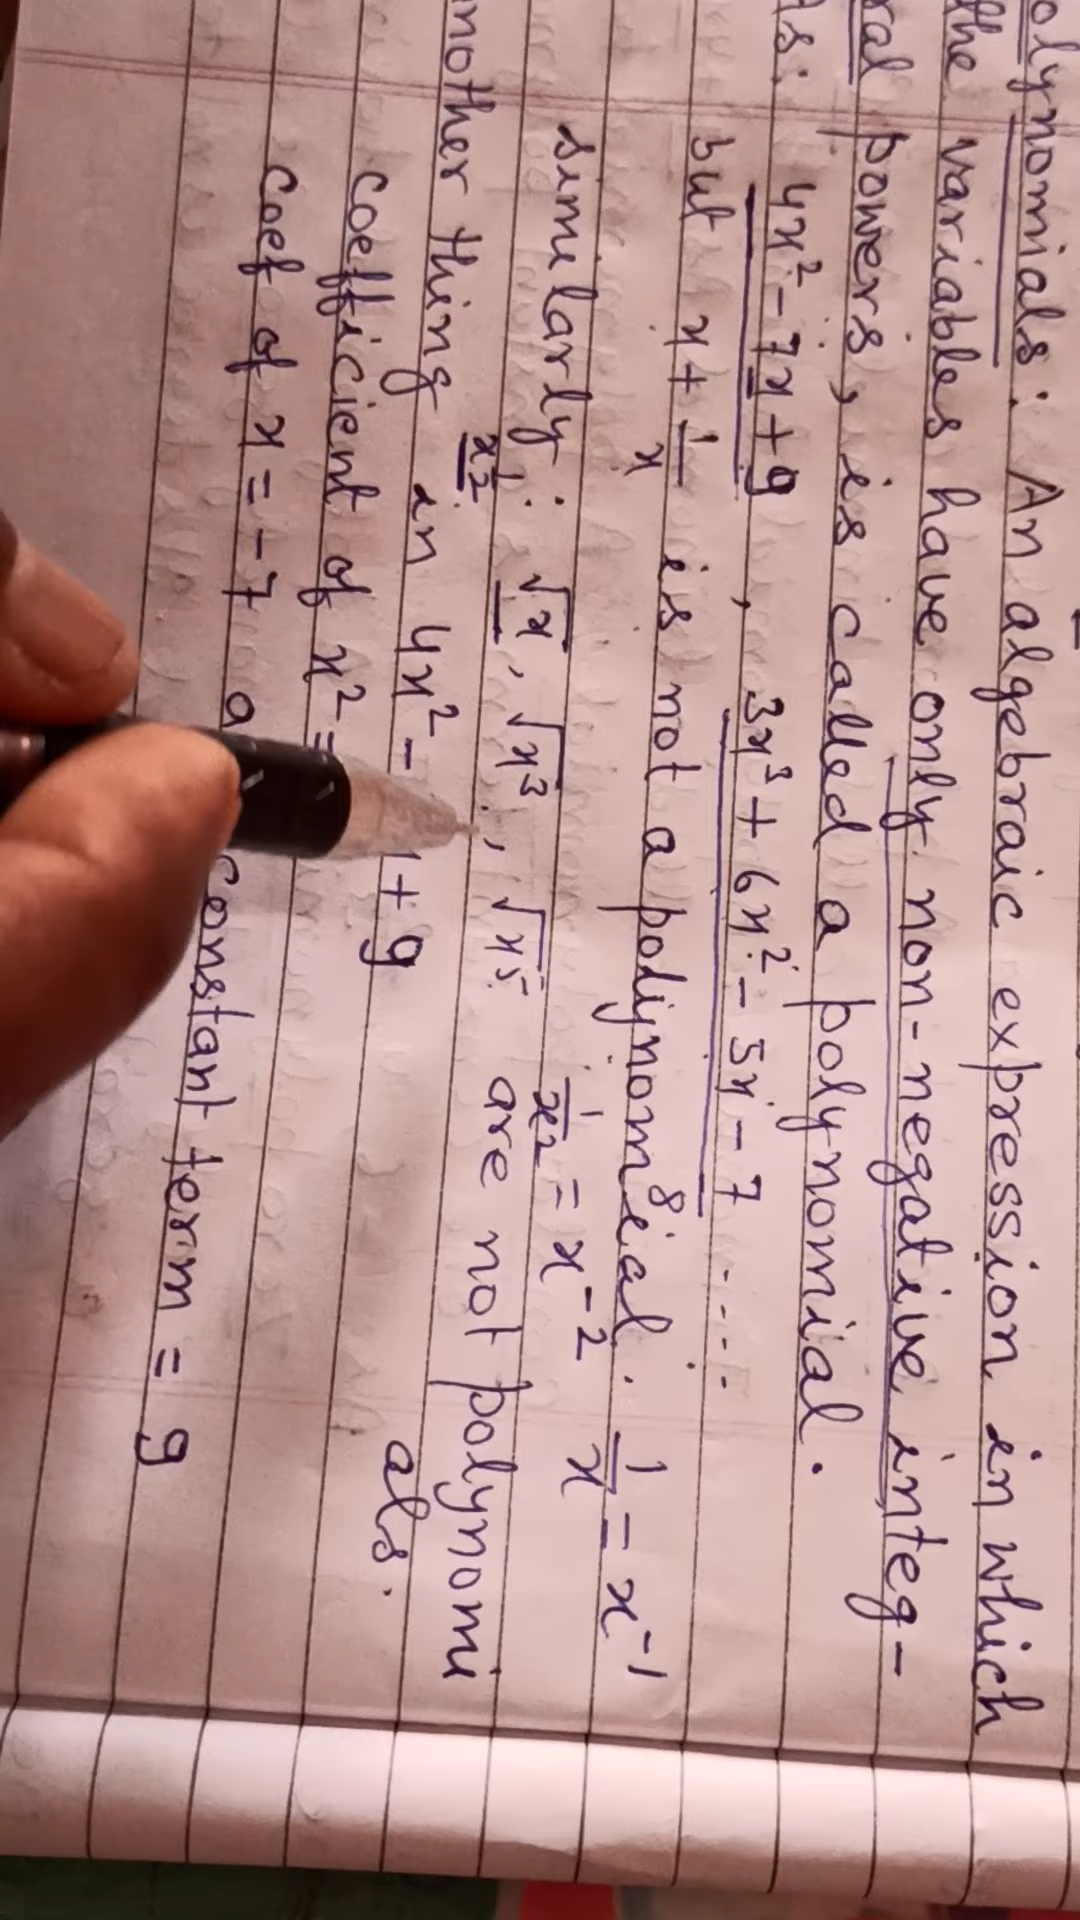 olynomials: An algebraic expression in which
the variables have only non-negative integ-
ral powers, is called a polynomial.
As: 4x² - 7x + 9, 3x³ + 6x² - 5x - 7 .....
but x + 1/x is not a polynomial. 1/x = x⁻¹
1/x² = x⁻²
similarly: √x, √x³, √x⁵ are not polynomi
x^1/2
als.
nother thing in 4x² - + 9
coefficient of x² =
coef of x = -7 a constant term = 9